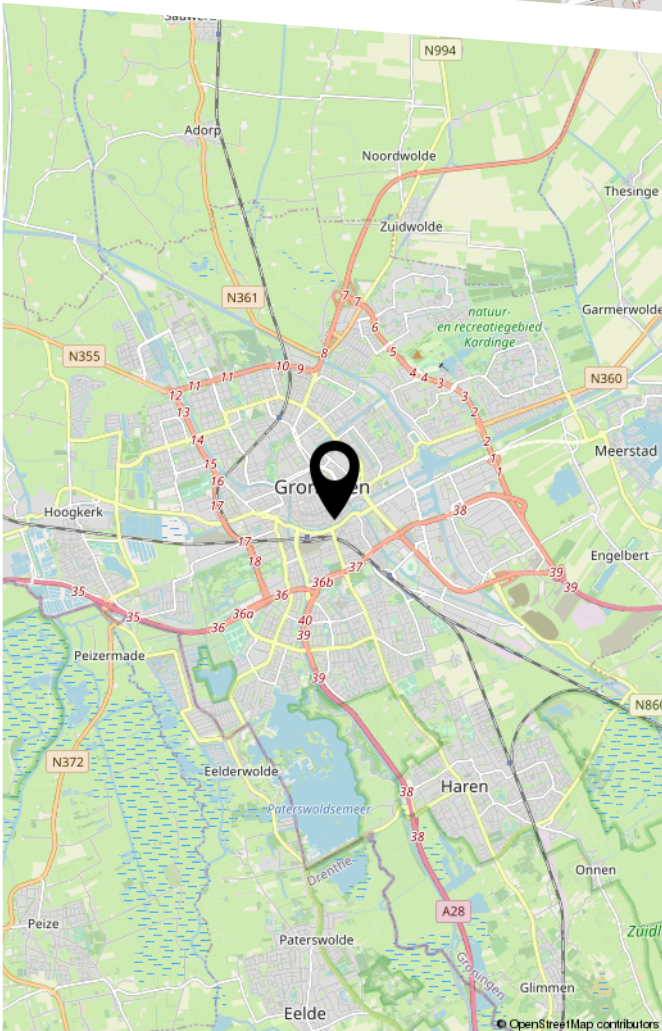 N994
Adorp
Noordwolde
Thesinge
Zuidwolde
N361
7
7
natuur-
en recreatiegebied
Kardinge
Garmerwolde
6
N355
8
5
10
9
11
11
12
4
4
3
3
N360
13
2
14
2
Meerstad
15
1
1
16
17
Hoogkerk
38
17
Engelbert
18
37
39
39
35
36b
36
35
36a
36
40
39
Peizermade
39
N860
N372
Eelderwolde
Haren
38
Paterswoldsemeer
38
Drenthe
Onnen
A28
Peize
Paterswolde
Groningen
Glimmen
Eelde
© OpenStreetMap contributors